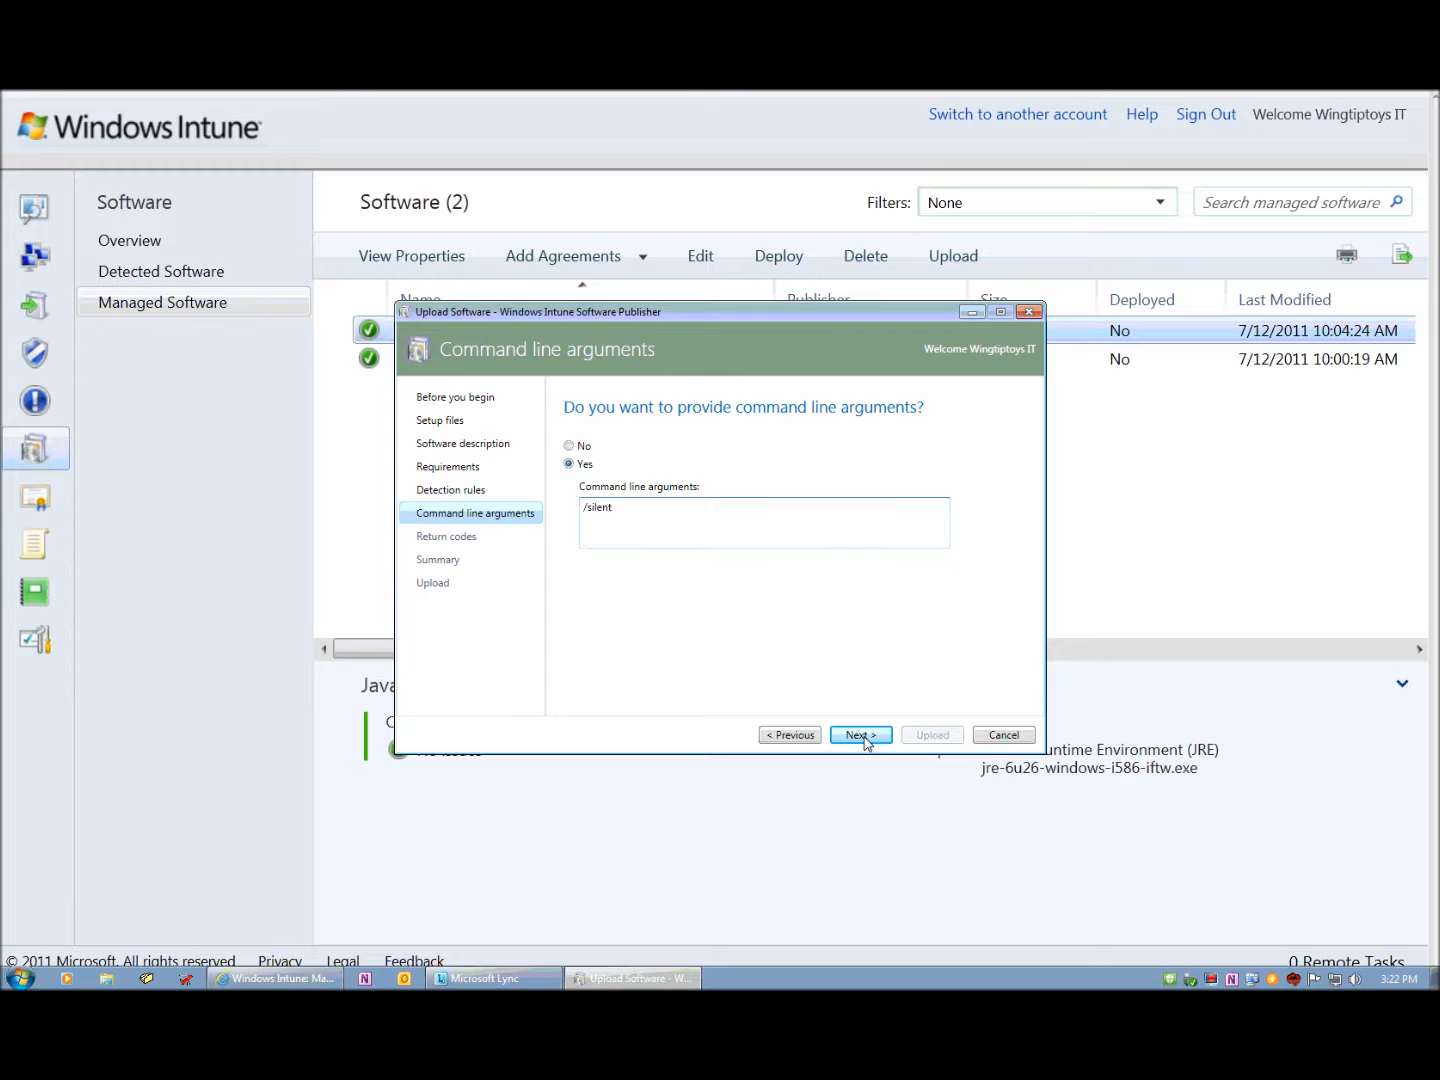 Windows Intune
Switch to another account Help Sign Out Welcome Wingtiptoys IT
Software
Overview
Detected Software
Managed Software
Software (2)
Filters: None
Search managed software
View Properties Add Agreements Edit Deploy Delete Upload
Name Publisher Size Deployed Last Modified
No 7/12/2011 10:04:24 AM
No 7/12/2011 10:00:19 AM
Upload Software - Windows Intune Software Publisher
Command line arguments
Welcome Wingtiptoys IT
Before you begin
Setup files
Software description
Requirements
Detection rules
Command line arguments
Return codes
Summary
Upload
Do you want to provide command line arguments?
No
Yes
Command line arguments:
/silent
< Previous Next > Upload Cancel
Java
No issues
untime Environment (JRE)
jre-6u26-windows-i586-iftw.exe
© 2011 Microsoft. All rights reserved Privacy Legal Feedback
0 Remote Tasks
Windows Intune: Ma... Microsoft Lync Upload Software - W...
3:22 PM